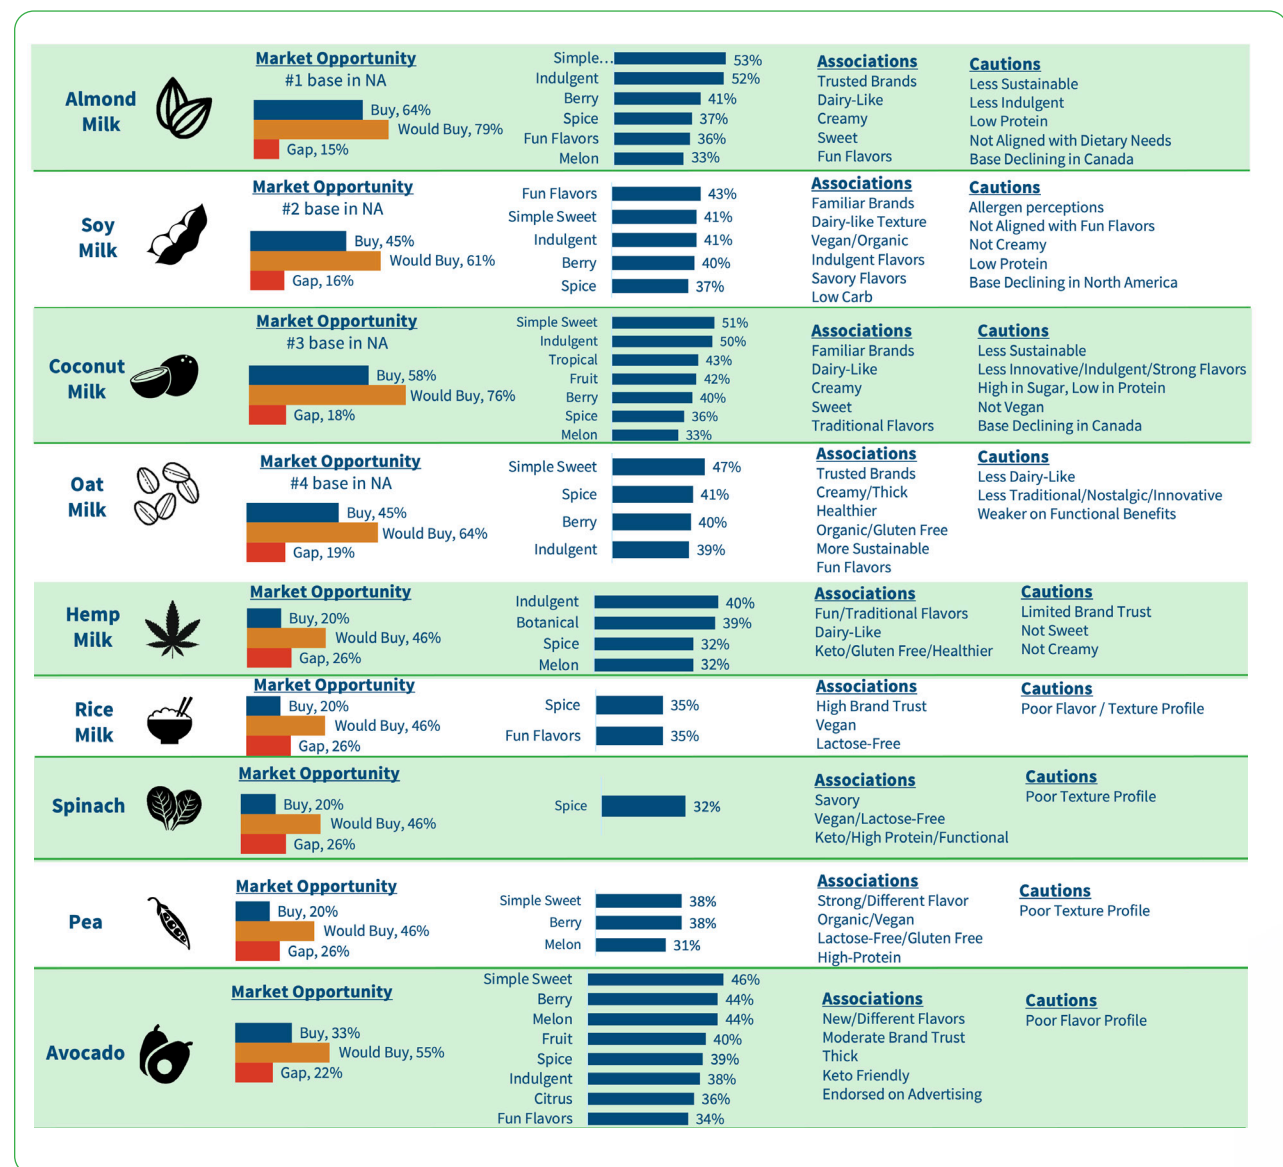 Almond
Milk
Market Opportunity
#1 base in NA
Buy, 64%
Would Buy, 79%
Gap, 15%
Simple… 53%
Indulgent 52%
Berry 41%
Spice 37%
Fun Flavors 36%
Melon 33%
Associations
Trusted Brands
Dairy-Like
Creamy
Sweet
Fun Flavors
Cautions
Less Sustainable
Less Indulgent
Low Protein
Not Aligned with Dietary Needs
Base Declining in Canada
Soy
Milk
Market Opportunity
#2 base in NA
Buy, 45%
Would Buy, 61%
Gap, 16%
Fun Flavors 43%
Simple Sweet 41%
Indulgent 41%
Berry 40%
Spice 37%
Associations
Familiar Brands
Dairy-like Texture
Vegan/Organic
Indulgent Flavors
Savory Flavors
Low Carb
Cautions
Allergen perceptions
Not Aligned with Fun Flavors
Not Creamy
Low Protein
Base Declining in North America
Coconut
Milk
Market Opportunity
#3 base in NA
Buy, 58%
Would Buy, 76%
Gap, 18%
Simple Sweet 51%
Indulgent 50%
Tropical 43%
Fruit 42%
Berry 40%
Spice 36%
Melon 33%
Associations
Familiar Brands
Dairy-Like
Creamy
Sweet
Traditional Flavors
Cautions
Less Sustainable
Less Innovative/Indulgent/Strong Flavors
High in Sugar, Low in Protein
Not Vegan
Base Declining in Canada
Oat
Milk
Market Opportunity
#4 base in NA
Buy, 45%
Would Buy, 64%
Gap, 19%
Simple Sweet 47%
Spice 41%
Berry 40%
Indulgent 39%
Associations
Trusted Brands
Creamy/Thick
Healthier
Organic/Gluten Free
More Sustainable
Fun Flavors
Cautions
Less Dairy-Like
Less Traditional/Nostalgic/Innovative
Weaker on Functional Benefits
Hemp
Milk
Market Opportunity
Buy, 20%
Would Buy, 46%
Gap, 26%
Indulgent 40%
Botanical 39%
Spice 32%
Melon 32%
Associations
Fun/Traditional Flavors
Dairy-Like
Keto/Gluten Free/Healthier
Cautions
Limited Brand Trust
Not Sweet
Not Creamy
Rice
Milk
Market Opportunity
Buy, 20%
Would Buy, 46%
Gap, 26%
Spice 35%
Fun Flavors 35%
Associations
High Brand Trust
Vegan
Lactose-Free
Cautions
Poor Flavor / Texture Profile
Spinach
Market Opportunity
Buy, 20%
Would Buy, 46%
Gap, 26%
Spice 32%
Associations
Savory
Vegan/Lactose-Free
Keto/High Protein/Functional
Cautions
Poor Texture Profile
Pea
Market Opportunity
Buy, 20%
Would Buy, 46%
Gap, 26%
Simple Sweet 38%
Berry 38%
Melon 31%
Associations
Strong/Different Flavor
Organic/Vegan
Lactose-Free/Gluten Free
High-Protein
Cautions
Poor Texture Profile
Avocado
Market Opportunity
Buy, 33%
Would Buy, 55%
Gap, 22%
Simple Sweet 46%
Berry 44%
Melon 44%
Fruit 40%
Spice 39%
Indulgent 38%
Citrus 36%
Fun Flavors 34%
Associations
New/Different Flavors
Moderate Brand Trust
Thick
Keto Friendly
Endorsed on Advertising
Cautions
Poor Flavor Profile